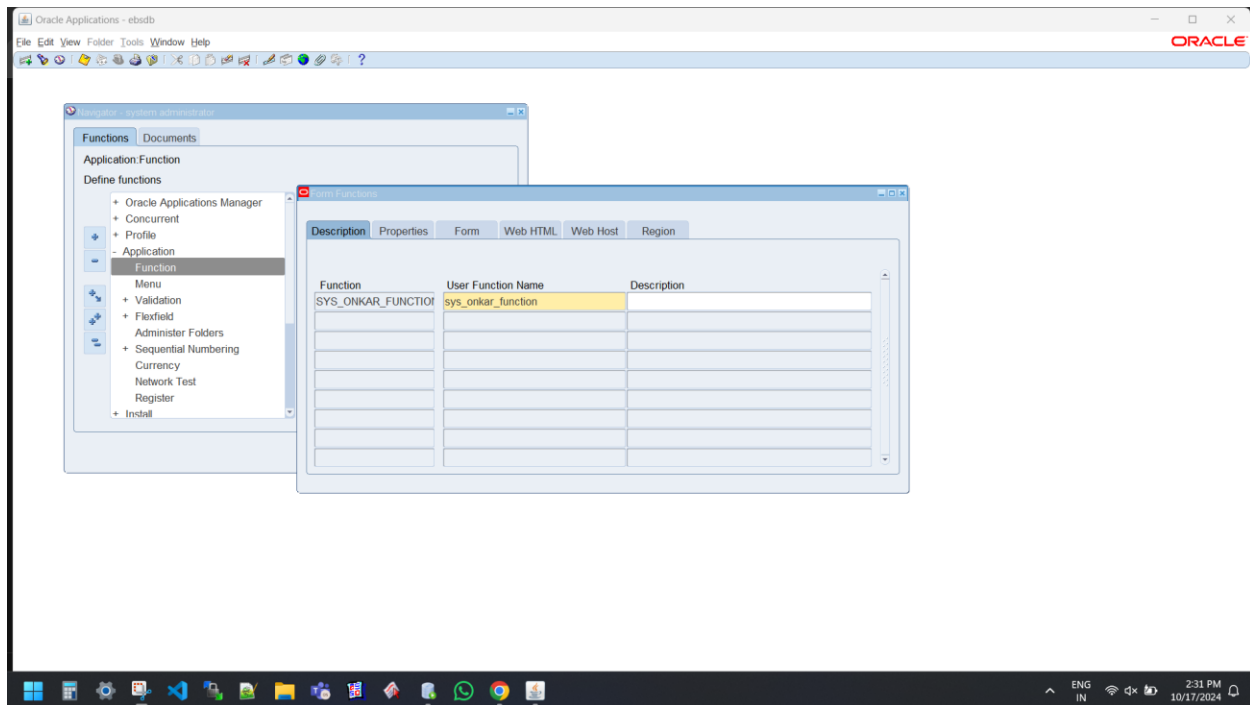 Oracle Applications - ebsdb
File Edit View Folder Tools Window Help
ORACLE
Navigator - system administrator
Functions Documents
Application:Function
Define functions
+ Oracle Applications Manager
+ Concurrent
+ Profile
- Application
Function
Menu
+ Validation
+ Flexfield
Administer Folders
+ Sequential Numbering
Currency
Network Test
Register
+ Install
Form Functions
Description Properties Form Web HTML Web Host Region
Function User Function Name Description
SYS_ONKAR_FUNCTION sys_onkar_function
ENG
IN
2:31 PM
10/17/2024